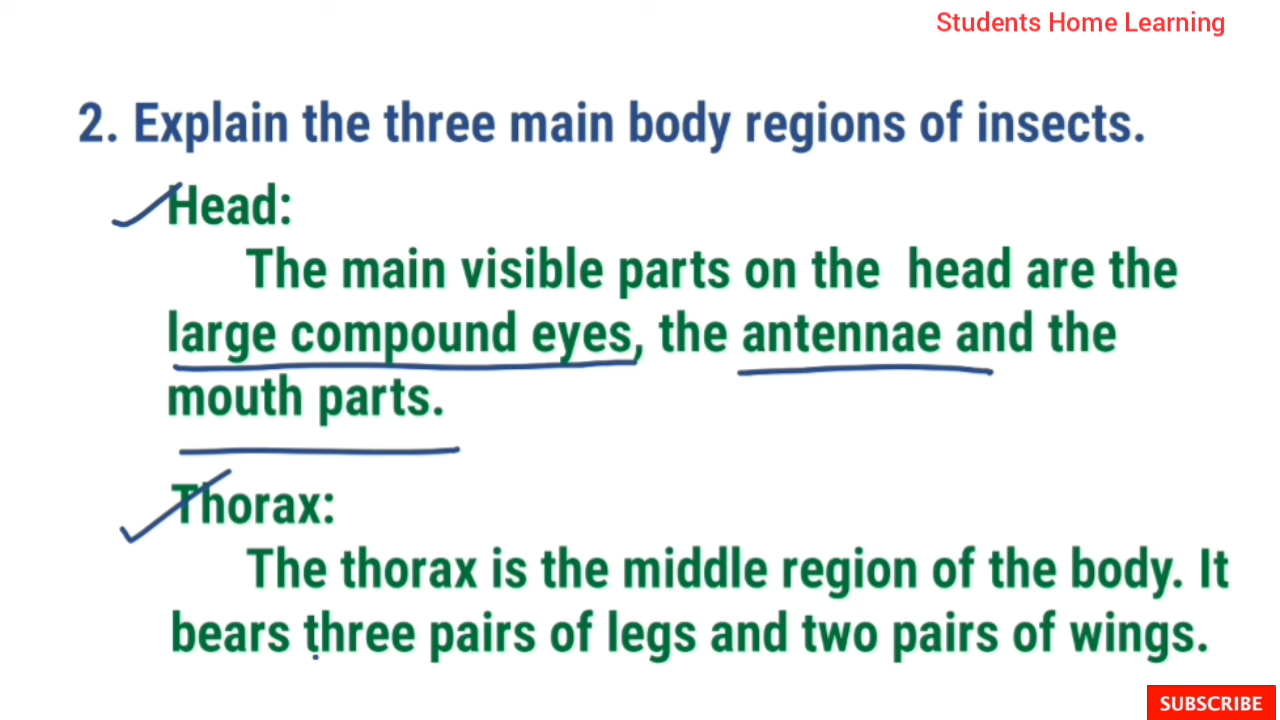 Students Home Learning
2. Explain the three main body regions of insects.
Head:
The main visible parts on the head are the
large compound eyes, the antennae and the
mouth parts.
Thorax:
The thorax is the middle region of the body. It
bears three pairs of legs and two pairs of wings.
SUBSCRIBE